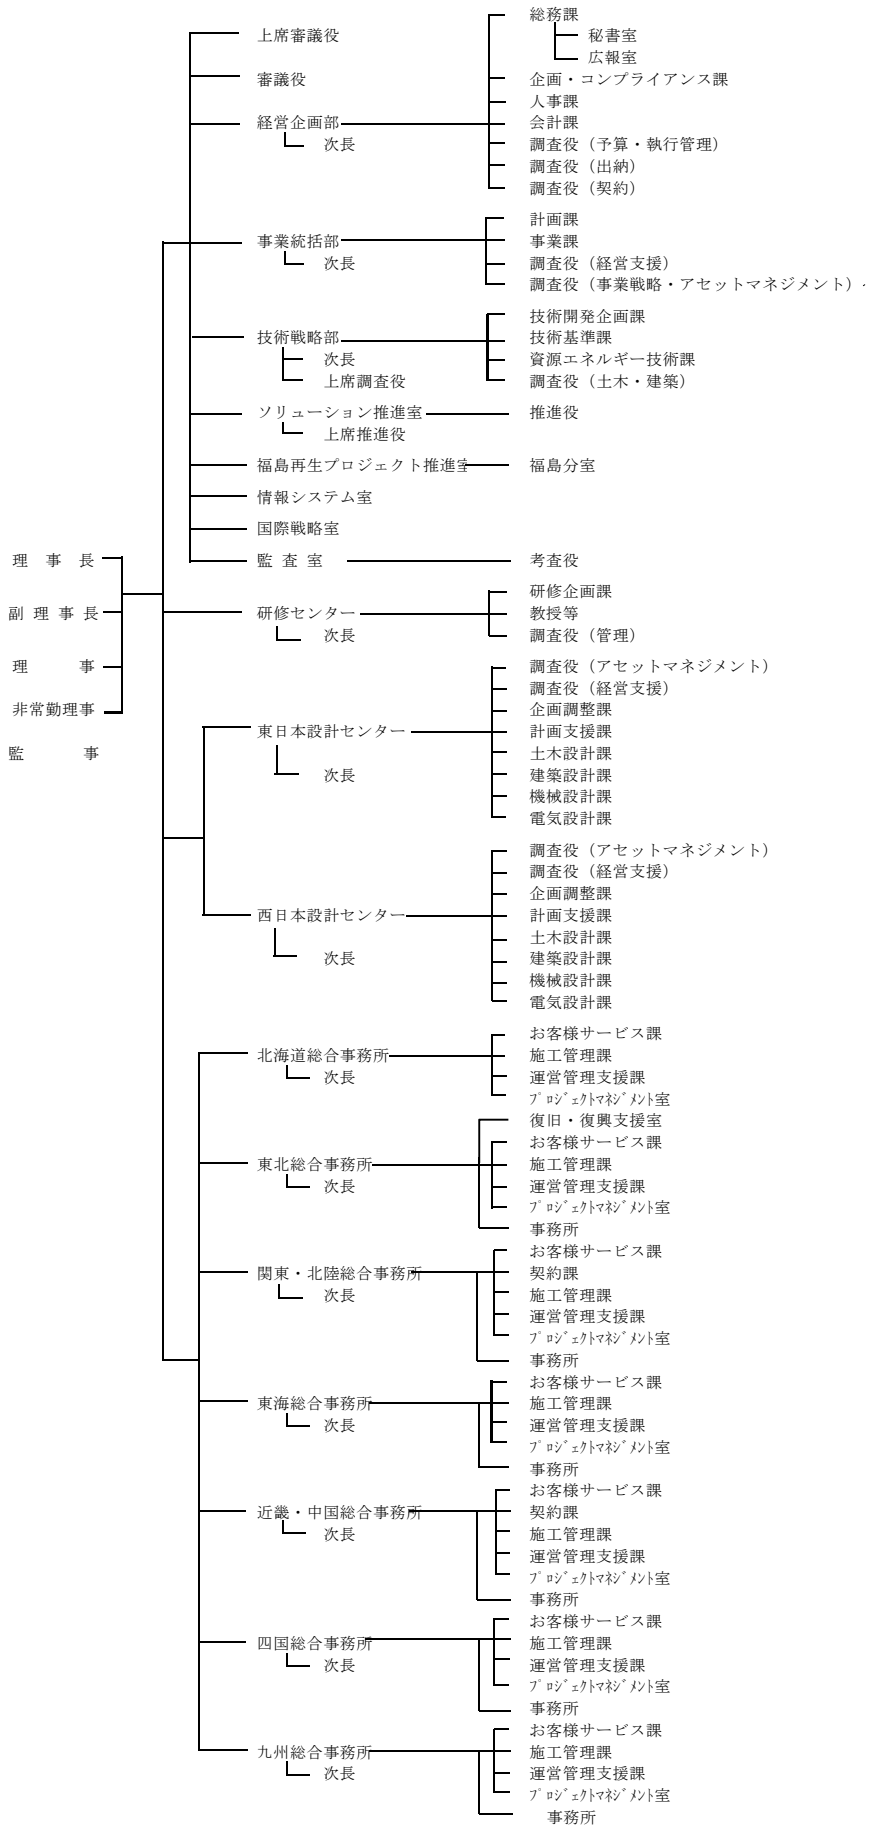 理事長
副理事長
理事
非常勤理事
監事
上席審議役
審議役
経営企画部
次長
総務課
秘書室
広報室
企画・コンプライアンス課
人事課
会計課
調査役（予算・執行管理）
調査役（出納）
調査役（契約）
事業統括部
次長
計画課
事業課
調査役（経営支援）
調査役（事業戦略・アセットマネジメント）
技術戦略部
次長
上席調査役
技術開発企画課
技術基準課
資源エネルギー技術課
調査役（土木・建築）
ソリューション推進室
上席推進役
推進役
福島再生プロジェクト推進室
福島分室
情報システム室
国際戦略室
監査室
考査役
研修センター
次長
研修企画課
教授等
調査役（管理）
東日本設計センター
次長
調査役（アセットマネジメント）
調査役（経営支援）
企画調整課
計画支援課
土木設計課
建築設計課
機械設計課
電気設計課
西日本設計センター
次長
調査役（アセットマネジメント）
調査役（経営支援）
企画調整課
計画支援課
土木設計課
建築設計課
機械設計課
電気設計課
北海道総合事務所
次長
お客様サービス課
施工管理課
運営管理支援課
ﾌﾟﾛｼﾞｪｸﾄﾏﾈｼﾞﾒﾝﾄ室
東北総合事務所
次長
復旧・復興支援室
お客様サービス課
施工管理課
運営管理支援課
ﾌﾟﾛｼﾞｪｸﾄﾏﾈｼﾞﾒﾝﾄ室
事務所
関東・北陸総合事務所
次長
お客様サービス課
契約課
施工管理課
運営管理支援課
ﾌﾟﾛｼﾞｪｸﾄﾏﾈｼﾞﾒﾝﾄ室
事務所
東海総合事務所
次長
お客様サービス課
施工管理課
運営管理支援課
ﾌﾟﾛｼﾞｪｸﾄﾏﾈｼﾞﾒﾝﾄ室
事務所
近畿・中国総合事務所
次長
お客様サービス課
契約課
施工管理課
運営管理支援課
ﾌﾟﾛｼﾞｪｸﾄﾏﾈｼﾞﾒﾝﾄ室
事務所
四国総合事務所
次長
お客様サービス課
施工管理課
運営管理支援課
ﾌﾟﾛｼﾞｪｸﾄﾏﾈｼﾞﾒﾝﾄ室
事務所
九州総合事務所
次長
お客様サービス課
施工管理課
運営管理支援課
ﾌﾟﾛｼﾞｪｸﾄﾏﾈｼﾞﾒﾝﾄ室
事務所